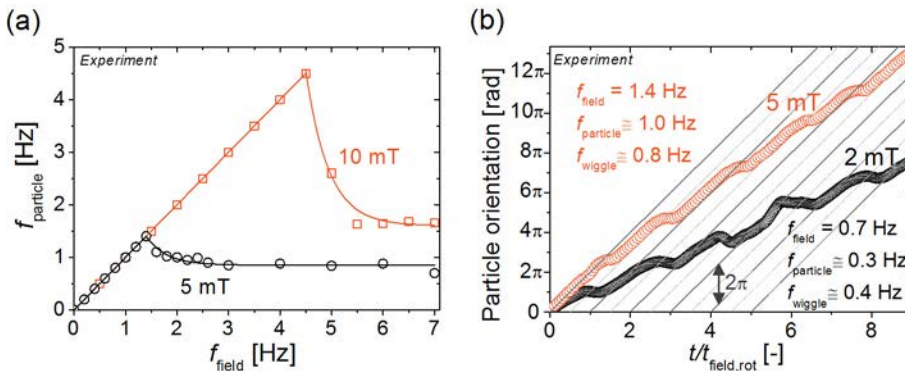 (a)
5
4
3
2
1
0
f_particle [Hz]
Experiment
10 mT
5 mT
0 1 2 3 4 5 6 7
f_field [Hz]
(b)
12π
10π
8π
6π
4π
2π
0
Particle orientation [rad]
Experiment
f_field = 1.4 Hz
f_particle ≅ 1.0 Hz
f_wiggle ≅ 0.8 Hz
5 mT
2 mT
f_field = 0.7 Hz
f_particle ≅ 0.3 Hz
f_wiggle ≅ 0.4 Hz
2π
0 2 4 6 8
t/t_field,rot [-]